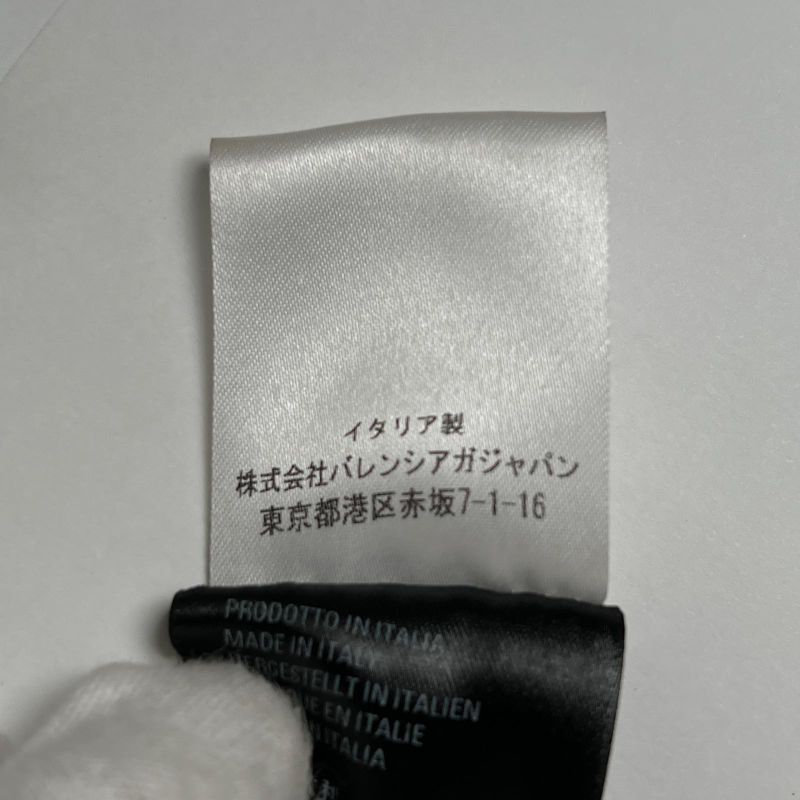 イタリア製
株式会社バレンシアガジャパン
東京都港区赤坂7-1-16
PRODOTTO IN ITALIA
MADE IN ITALY
HERGESTELLT IN ITALIEN
EN ITALIE
ITALIA